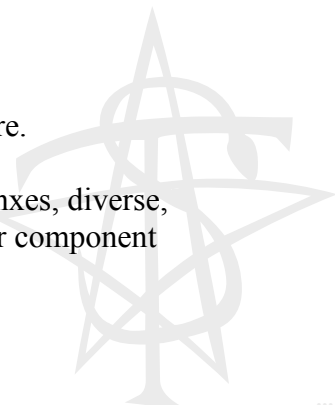 re.
nxes, diverse,
r component